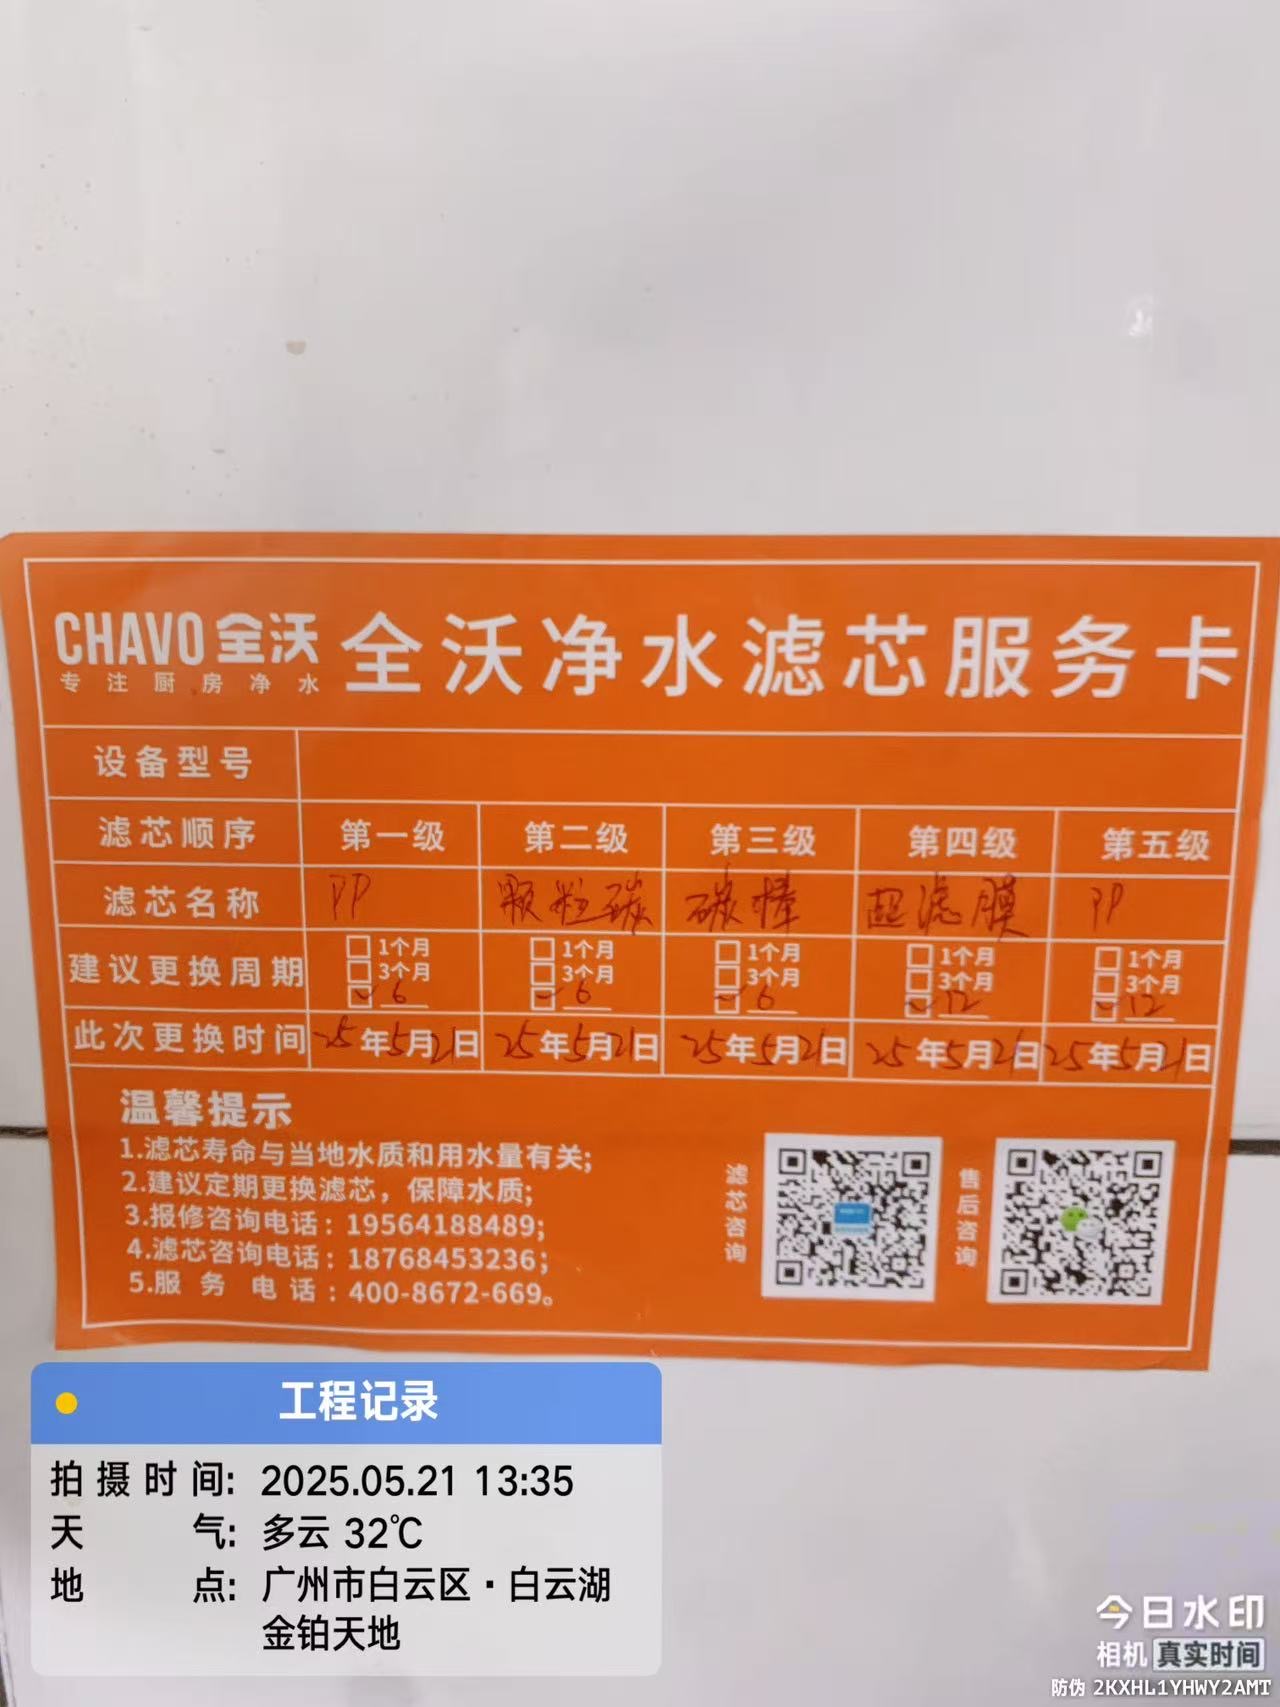 CHAVO 全沃 全沃净水滤芯服务卡
专注厨房净水
设备型号
滤芯顺序 第一级 第二级 第三级 第四级 第五级
滤芯名称 PP 颗粒碳 碳棒 超滤膜 PP
建议更换周期 1个月 1个月 1个月 1个月 1个月
3个月 3个月 3个月 3个月 3个月
6 6 6 12 12
此次更换时间 25年5月21日 25年5月21日 25年5月21日 25年5月21日 25年5月21日
温馨提示
1.滤芯寿命与当地水质和用水量有关;
2.建议定期更换滤芯，保障水质;
3.报修咨询电话：19564188489;
4.滤芯咨询电话：18768453236;
5.服务电话：400-8672-669。
滤芯咨询
售后咨询
工程记录
拍摄时间: 2025.05.21 13:35
天气: 多云 32℃
地点: 广州市白云区·白云湖
金铂天地
今日水印
相机 真实时间
防伪 2KXHL1YHWY2AMT